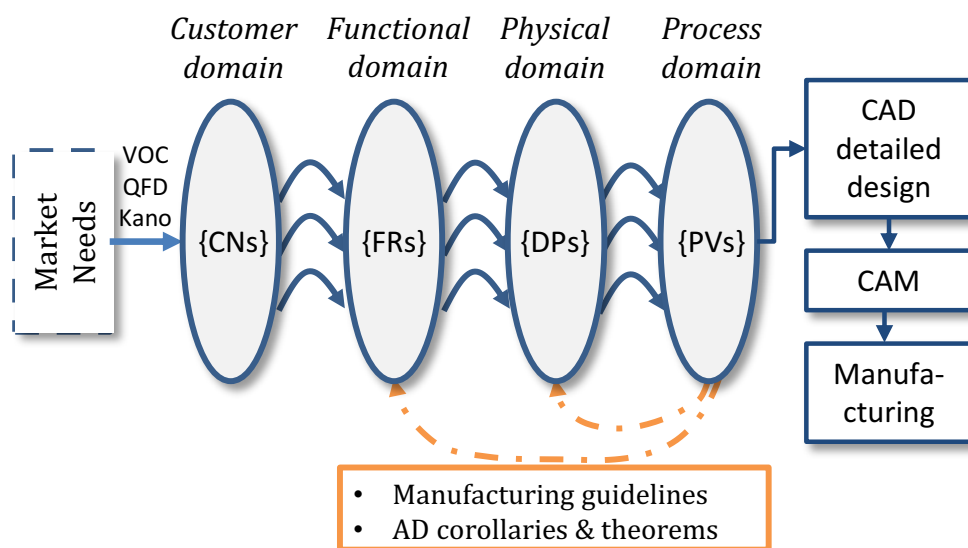 Customer
domain
Functional
domain
Physical
domain
Process
domain
Market
Needs
VOC
QFD
Kano
{CNs}
{FRs}
{DPs}
{PVs}
CAD
detailed
design
CAM
Manufa-
cturing
• Manufacturing guidelines
• AD corollaries & theorems